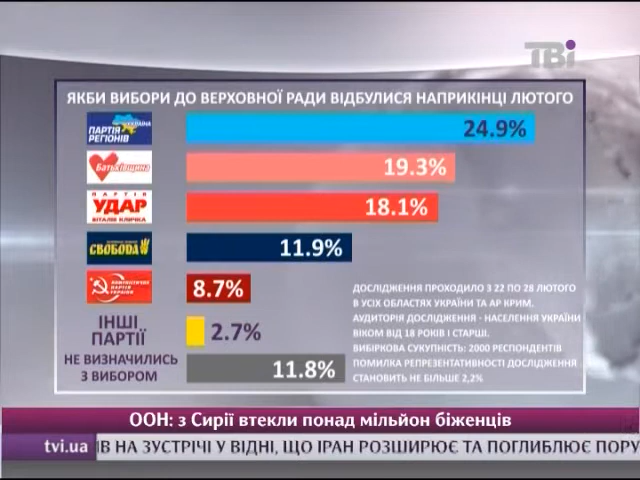 ТВі
ЯКБИ ВИБОРИ ДО ВЕРХОВНОЇ РАДИ ВІДБУЛИСЯ НАПРИКІНЦІ ЛЮТОГО
ПАРТІЯ
РЕГІОНІВ
24.9%
Батьківщина
19.3%
ПАРТІЯ
УДАР
ВІТАЛІЯ КЛИЧКА
18.1%
СВОБОДА
11.9%
КОМУНІСТИЧНА
ПАРТІЯ
УКРАЇНИ
8.7%
ІНШІ
ПАРТІЇ
2.7%
НЕ ВИЗНАЧИЛИСЬ
З ВИБОРОМ
11.8%
ДОСЛІДЖЕННЯ ПРОХОДИЛО З 22 ПО 28 ЛЮТОГО
В УСІХ ОБЛАСТЯХ УКРАЇНИ ТА АР КРИМ.
АУДИТОРІЯ ДОСЛІДЖЕННЯ - НАСЕЛЕННЯ УКРАЇНИ
ВІКОМ ВІД 18 РОКІВ І СТАРШІ.
ВИБІРКОВА СУКУПНІСТЬ: 2000 РЕСПОНДЕНТІВ
ПОМИЛКА РЕПРЕЗЕНТАТИВНОСТІ ДОСЛІДЖЕННЯ
СТАНОВИТЬ НЕ БІЛЬШЕ 2,2%
ООН: з Сирії втекли понад мільйон біженців
tvi.ua ІВ НА ЗУСТРІЧІ У ВІДНІ, ЩО ІРАН РОЗШИРЮЄ ТА ПОГЛИБЛЮЄ ПОРУ